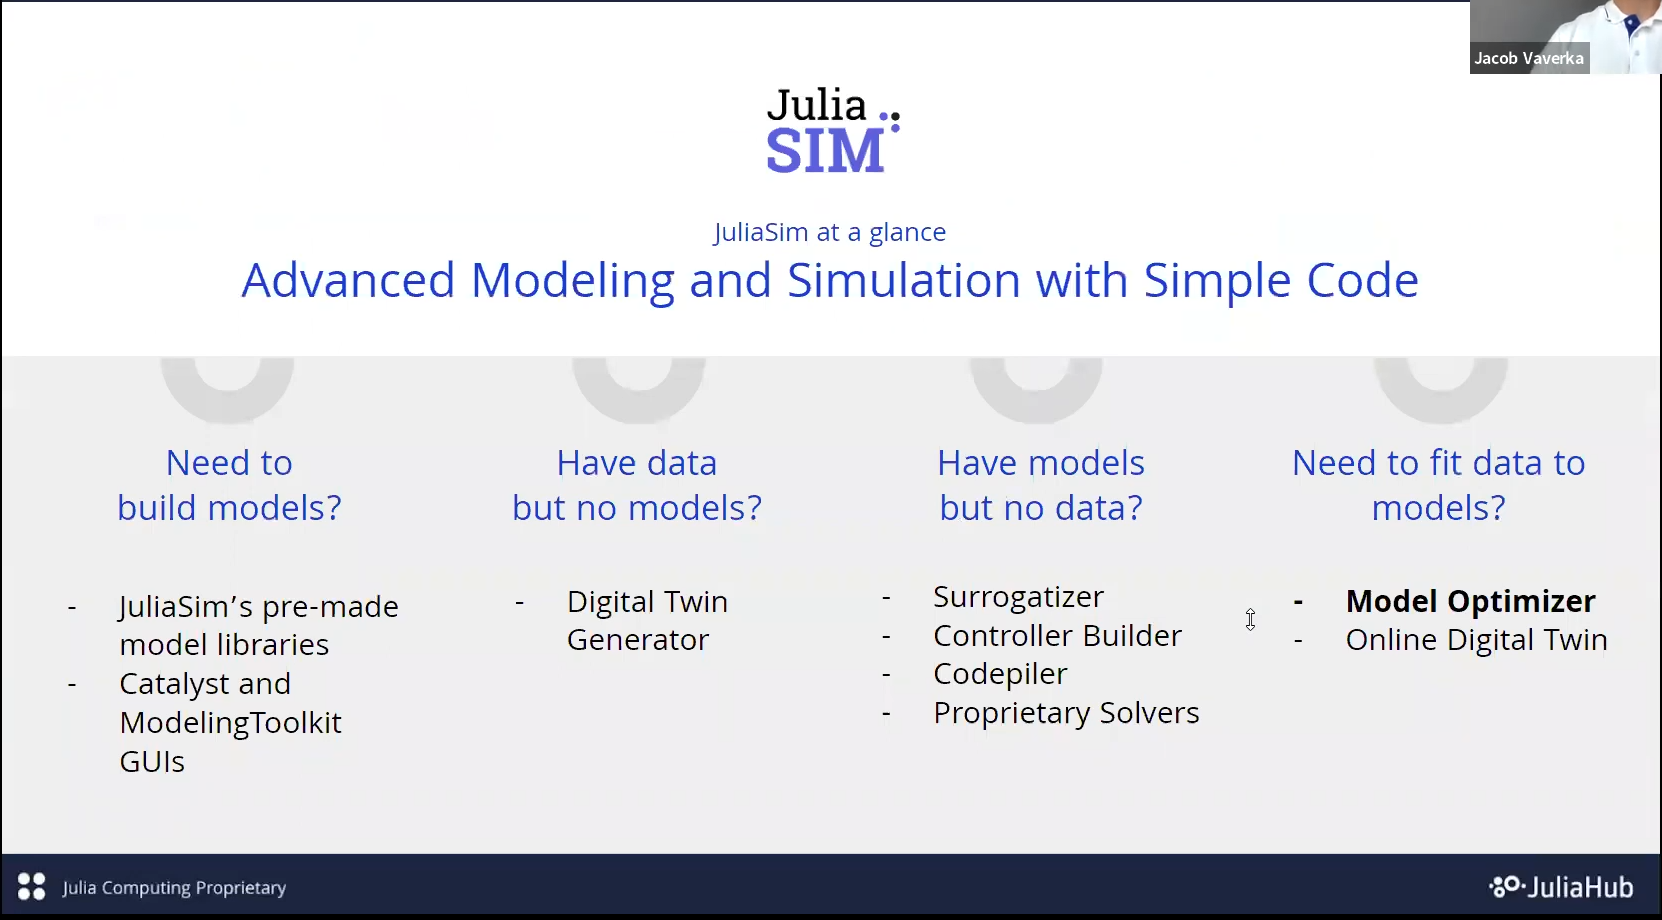 Jacob Vaverka
Julia
SIM
JuliaSim at a glance
Advanced Modeling and Simulation with Simple Code
Need to
build models?
- JuliaSim’s pre-made
model libraries
- Catalyst and
ModelingToolkit
GUIs
Have data
but no models?
- Digital Twin
Generator
Have models
but no data?
- Surrogatizer
- Controller Builder
- Codepiler
- Proprietary Solvers
Need to fit data to
models?
- Model Optimizer
- Online Digital Twin
Julia Computing Proprietary
JuliaHub